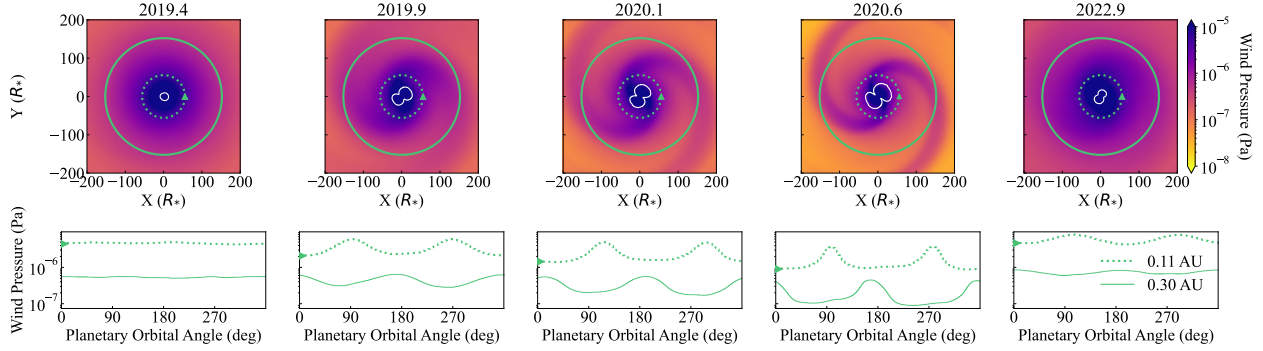 2019.4
2019.9
2020.1
2020.6
2022.9
200
100
0
−100
−200
Y (R*)
−200 −100 0 100 200
−100 0 100 200
−100 0 100 200
−100 0 100 200
−100 0 100 200
X (R*)
X (R*)
X (R*)
X (R*)
X (R*)
10⁻⁵
10⁻⁶
10⁻⁷
10⁻⁸
Wind Pressure (Pa)
Wind Pressure (Pa)
10⁻⁶
10⁻⁷
0.11 AU
0.30 AU
0 90 180 270
0 90 180 270
0 90 180 270
0 90 180 270
0 90 180 270
Planetary Orbital Angle (deg)
Planetary Orbital Angle (deg)
Planetary Orbital Angle (deg)
Planetary Orbital Angle (deg)
Planetary Orbital Angle (deg)